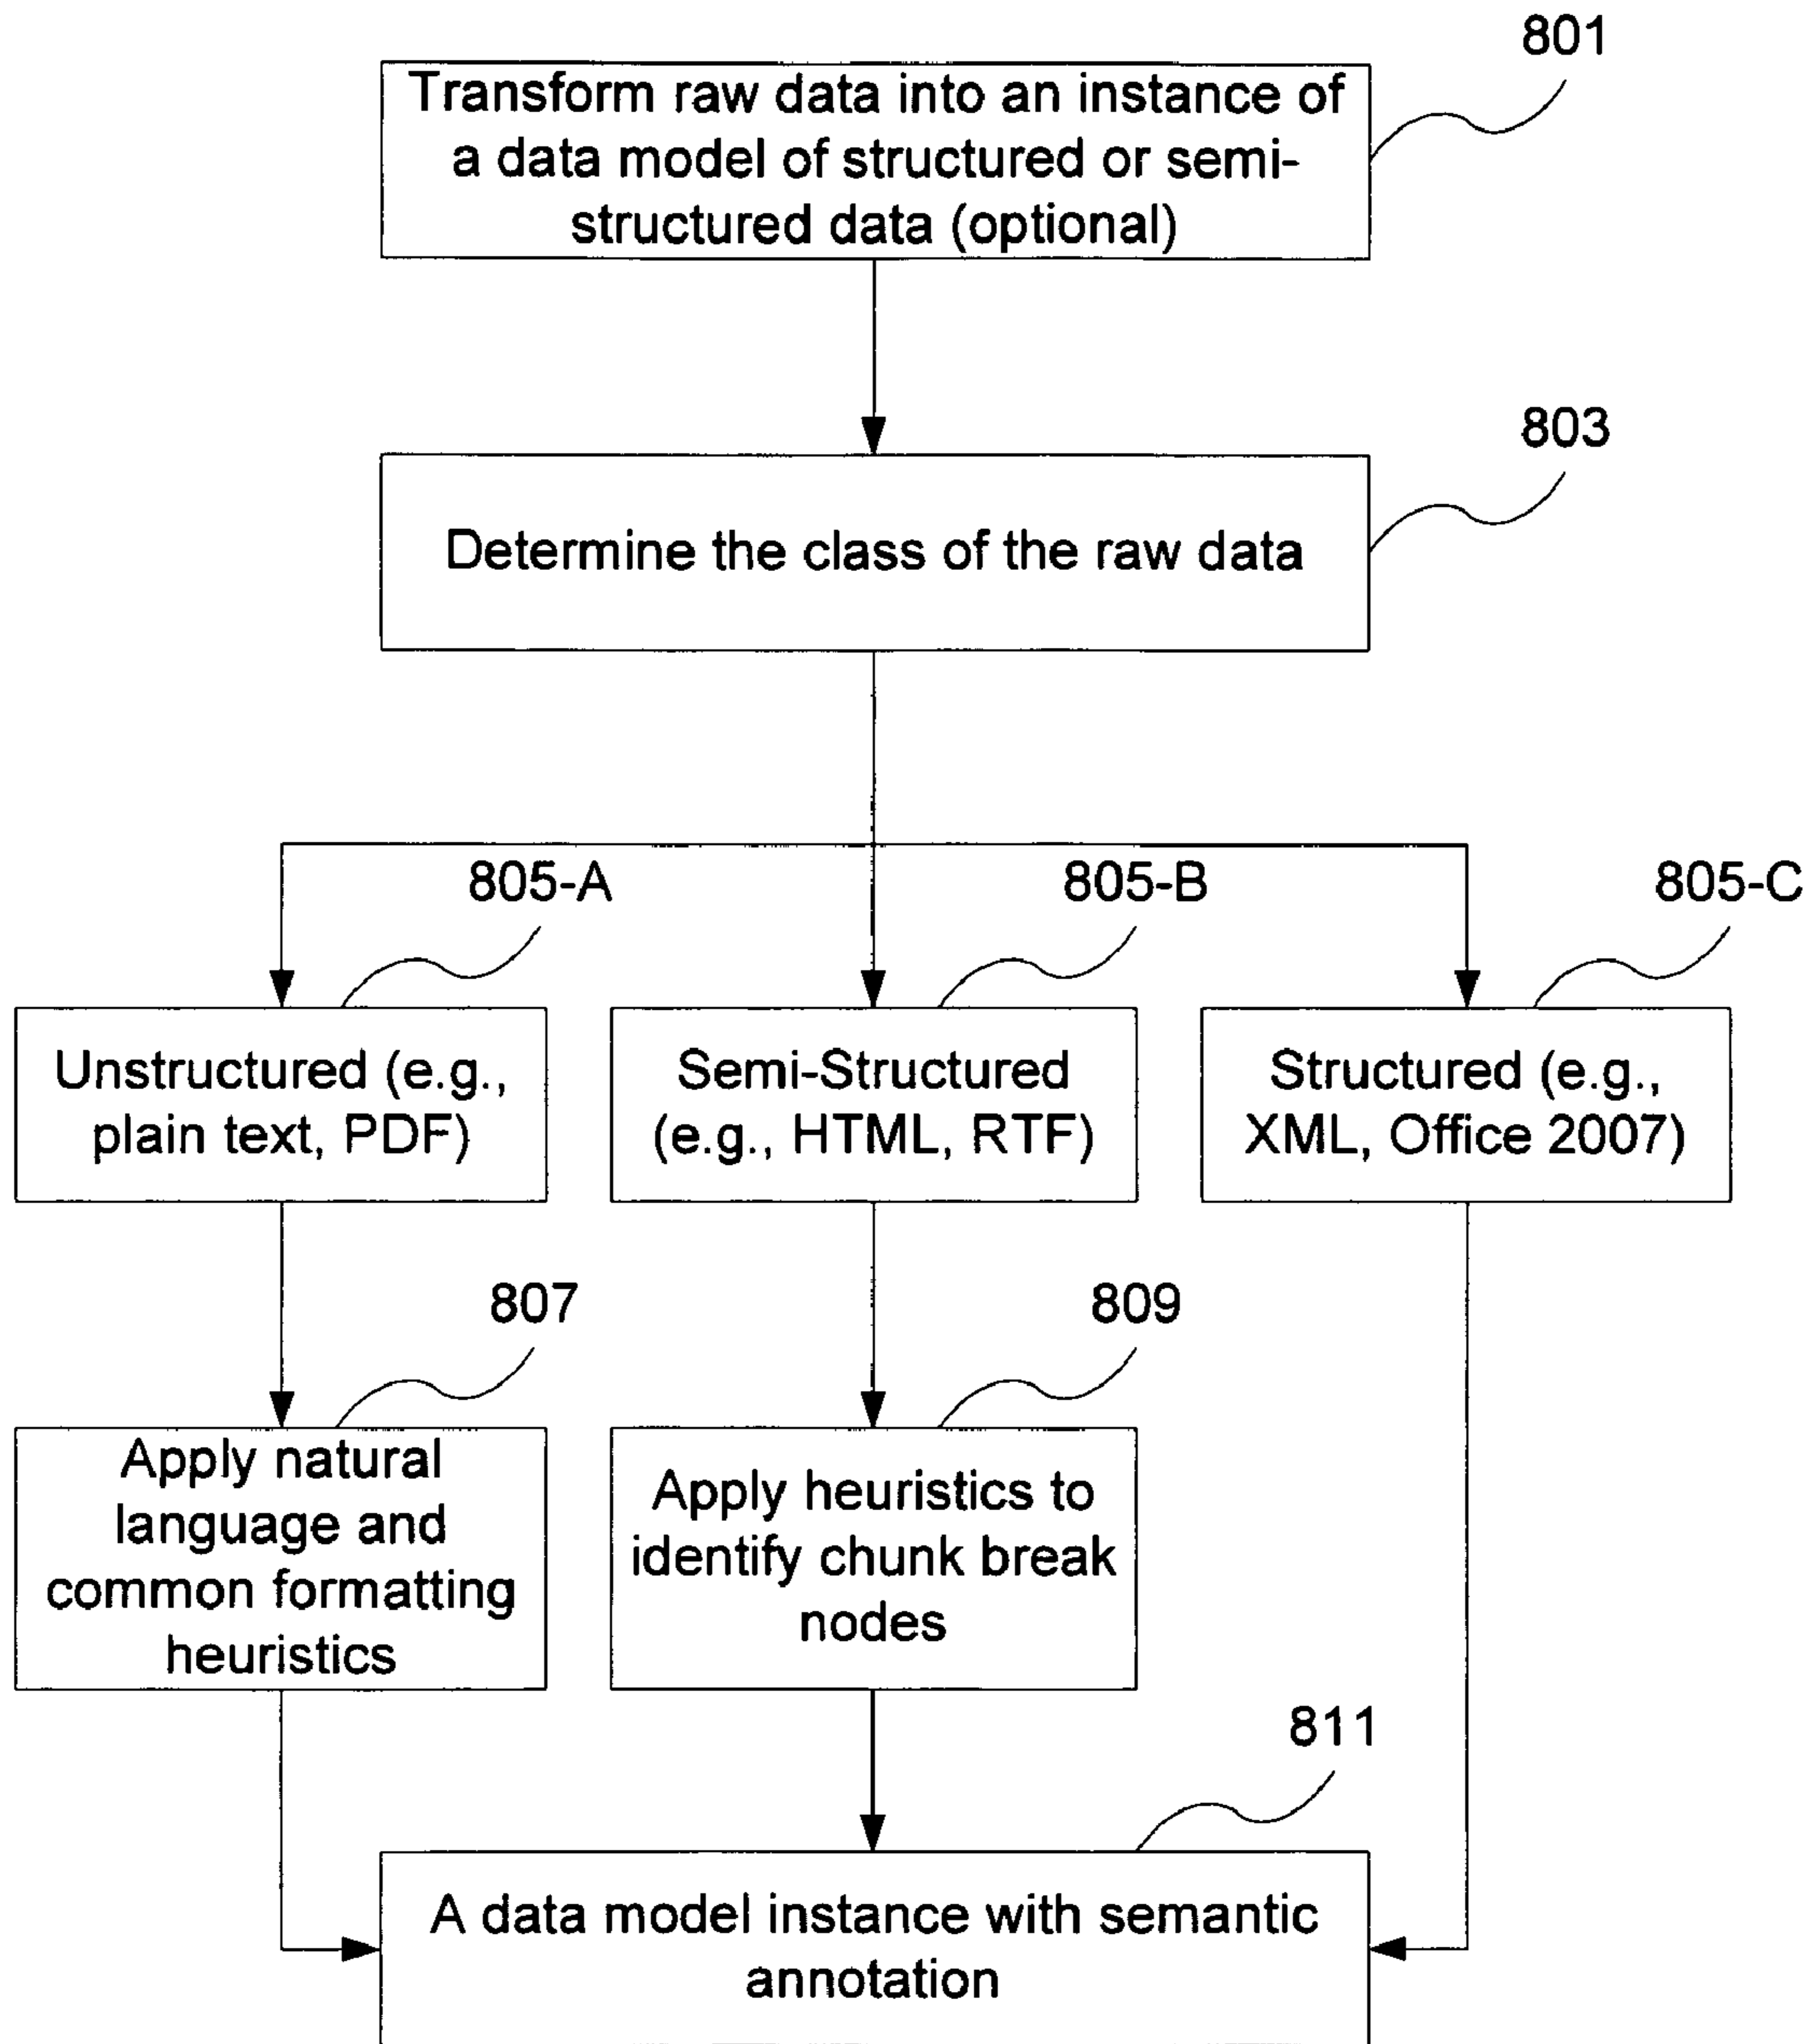 801
Transform raw data into an instance of
a data model of structured or semi-
structured data (optional)
803
Determine the class of the raw data
805-A
805-B
805-C
Unstructured (e.g.,
plain text, PDF)
Semi-Structured
(e.g., HTML, RTF)
Structured (e.g.,
XML, Office 2007)
807
809
Apply natural
language and
common formatting
heuristics
Apply heuristics to
identify chunk break
nodes
811
A data model instance with semantic
annotation